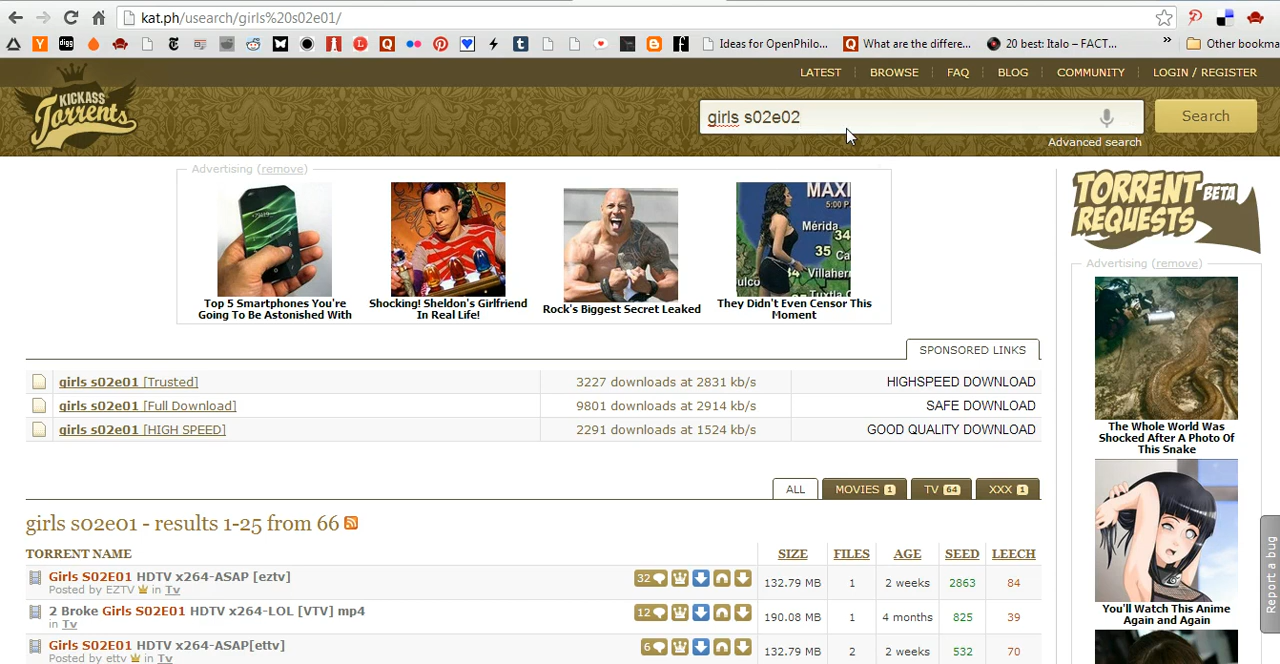 kat.ph/usearch/girls%20s02e01/
Ideas for OpenPhilo...
What are the differe...
20 best: Italo – FACT...
»
Other bookma
KICKASS
Torrents
LATEST
BROWSE
FAQ
BLOG
COMMUNITY
LOGIN / REGISTER
girls s02e02
Search
Advanced search
Advertising (remove)
Top 5 Smartphones You're
Going To Be Astonished With
Shocking! Sheldon's Girlfriend
In Real Life!
Rock's Biggest Secret Leaked
MAXI
5:00 P.M
Mérida
34
35
Villaherm
They Didn't Even Censor This
Moment
TORRENT BETA
REQUESTS
Advertising (remove)
The Whole World Was
Shocked After A Photo Of
This Snake
You'll Watch This Anime
Again and Again
Report a bug
SPONSORED LINKS
girls s02e01 [Trusted] 3227 downloads at 2831 kb/s HIGHSPEED DOWNLOAD
girls s02e01 [Full Download] 9801 downloads at 2914 kb/s SAFE DOWNLOAD
girls s02e01 [HIGH SPEED] 2291 downloads at 1524 kb/s GOOD QUALITY DOWNLOAD
ALL MOVIES 1 TV 64 XXX 1
girls s02e01 - results 1-25 from 66
TORRENT NAME SIZE FILES AGE SEED LEECH
Girls S02E01 HDTV x264-ASAP [eztv] 32 132.79 MB 1 2 weeks 2863 84
Posted by EZTV in Tv
2 Broke Girls S02E01 HDTV x264-LOL [VTV] mp4 12 190.08 MB 1 4 months 825 39
in Tv
Girls S02E01 HDTV x264-ASAP[ettv] 6 132.79 MB 2 2 weeks 532 70
Posted by ettv in Tv